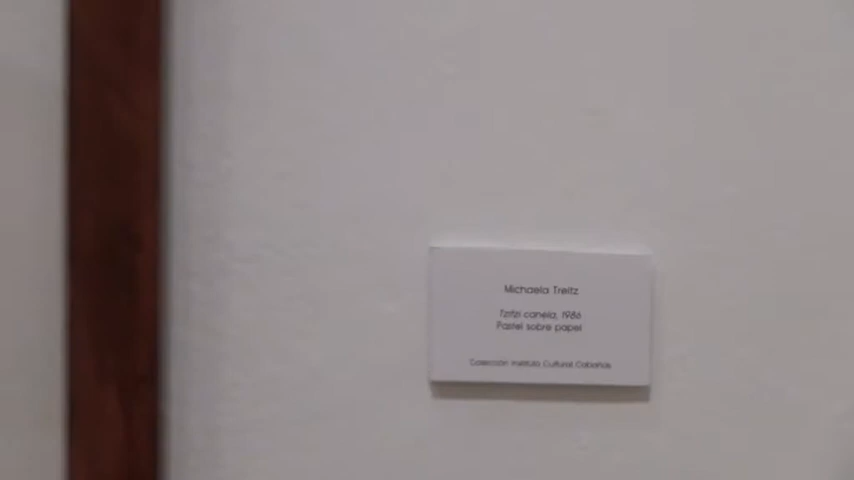 Michaela Treitz
Tzitzi canela, 1986
Pastel sobre papel
Colección Instituto Cultural Cabañas